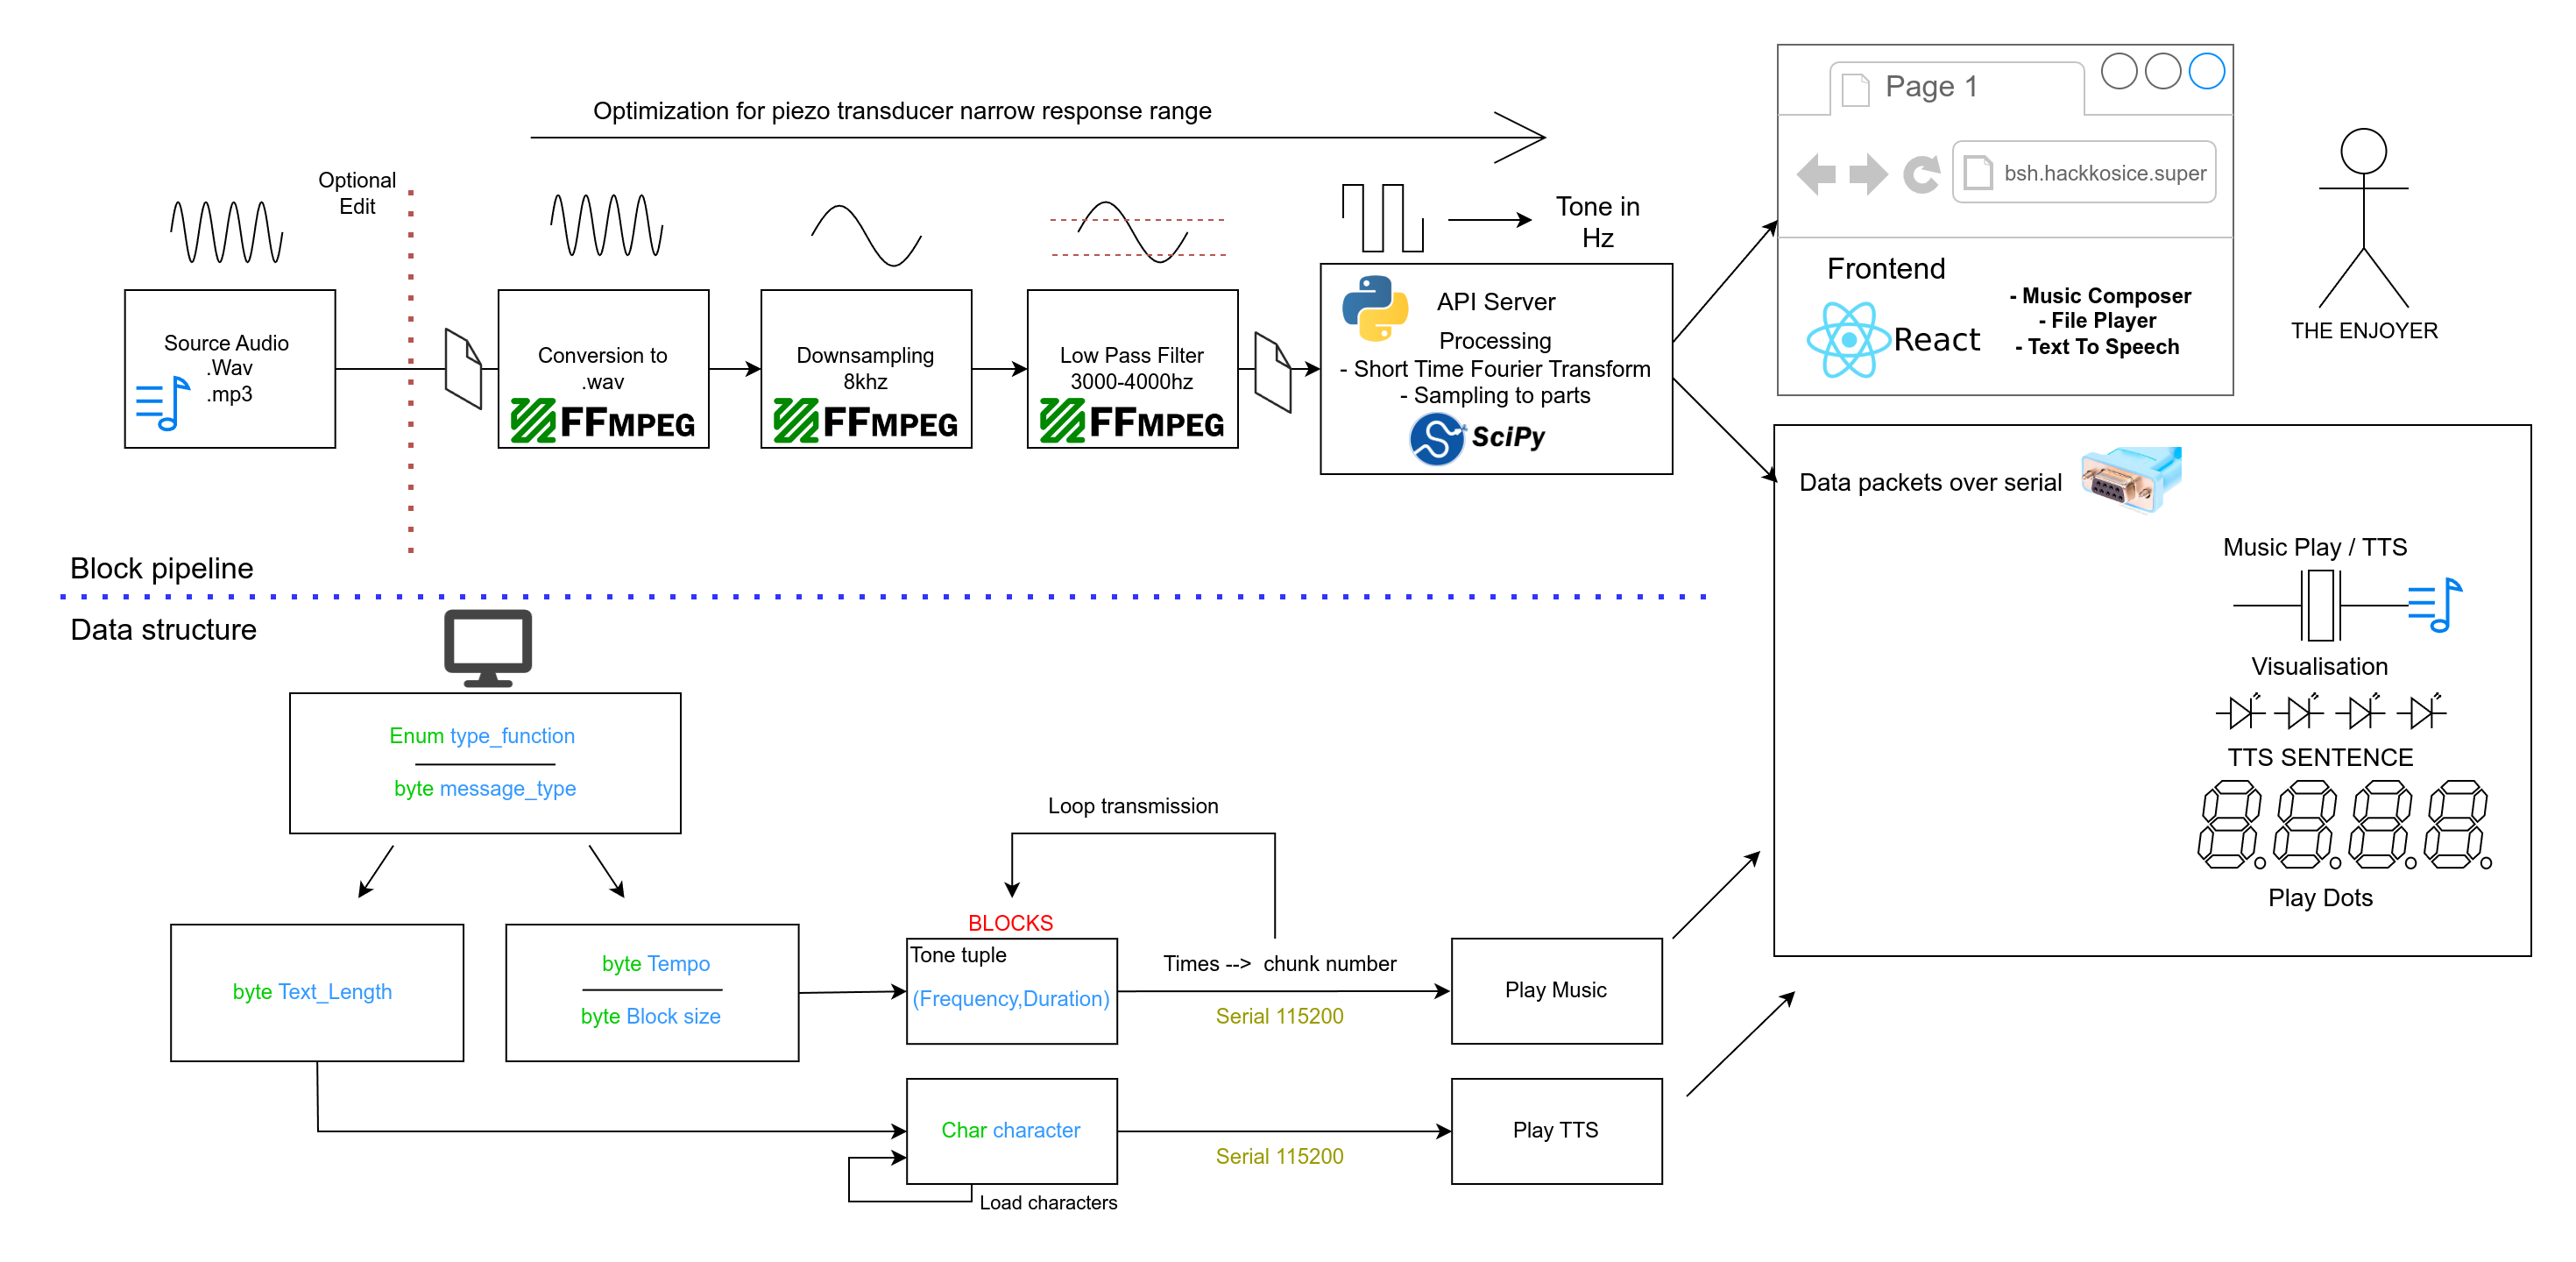 Optimization for piezo transducer narrow response range
Optional
Edit
Source Audio
.Wav
.mp3
Conversion to
.wav
FFMPEG
Downsampling
8khz
FFMPEG
Low Pass Filter
3000-4000hz
FFMPEG
Tone in
Hz
API Server
Processing
- Short Time Fourier Transform
- Sampling to parts
SciPy
Page 1
bsh.hackkosice.super
Frontend
React
- Music Composer
- File Player
- Text To Speech
THE ENJOYER
Data packets over serial
Music Play / TTS
Visualisation
TTS SENTENCE
Play Dots
Block pipeline
Data structure
Enum type_function
byte message_type
byte Text_Length
byte Tempo
byte Block size
Loop transmission
BLOCKS
Tone tuple
(Frequency,Duration)
Times --> chunk number
Serial 115200
Play Music
Char character
Load characters
Serial 115200
Play TTS